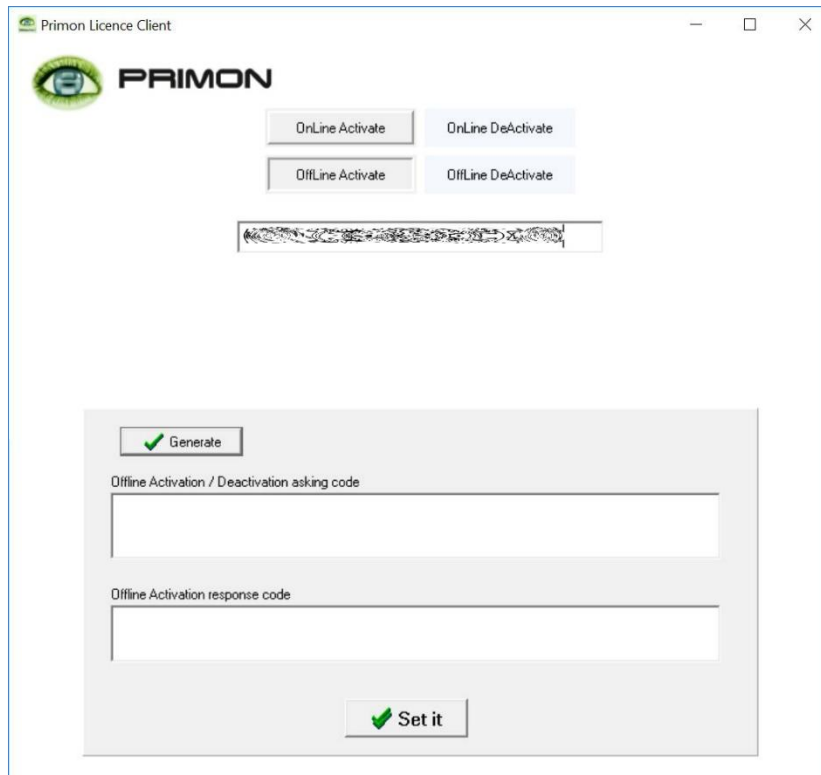 Primon Licence Client
PRIMON
OnLine Activate OnLine DeActivate
OffLine Activate OffLine DeActivate
Generate
Offline Activation / Deactivation asking code
Offline Activation response code
Set it